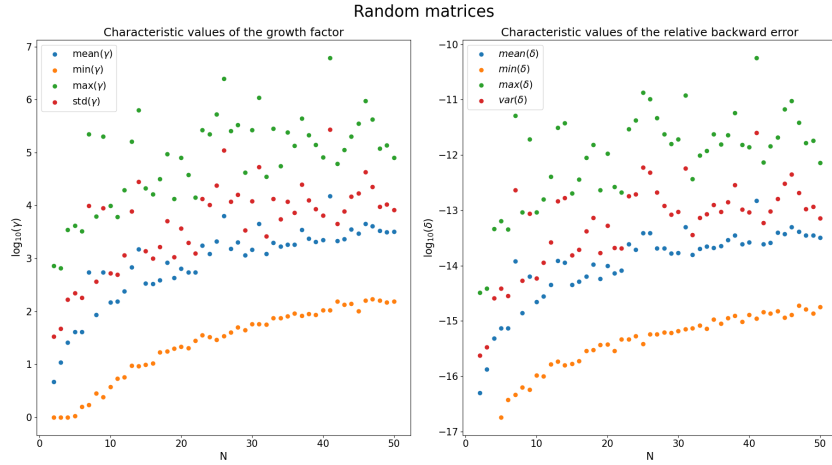 Random matrices
Characteristic values of the growth factor
mean(γ)
min(γ)
max(γ)
std(γ)
7
6
5
4
3
2
1
0
log₁₀(γ)
0 10 20 30 40 50
N
Characteristic values of the relative backward error
mean(δ)
min(δ)
max(δ)
var(δ)
−10
−11
−12
−13
−14
−15
−16
−17
log₁₀(δ)
0 10 20 30 40 50
N